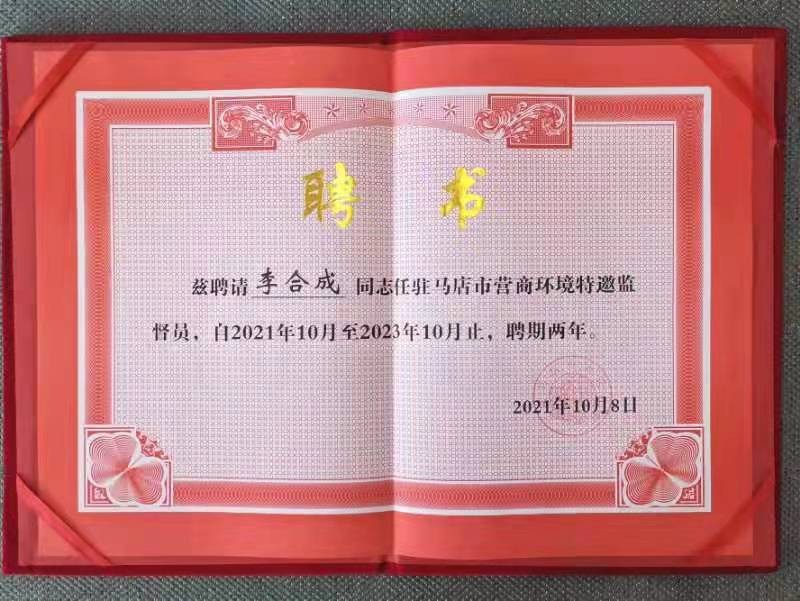 聘书
兹聘请 李合成 同志任驻马店市营商环境特邀监
督员，自2021年10月至2023年10月止，聘期两年。
2021年10月8日